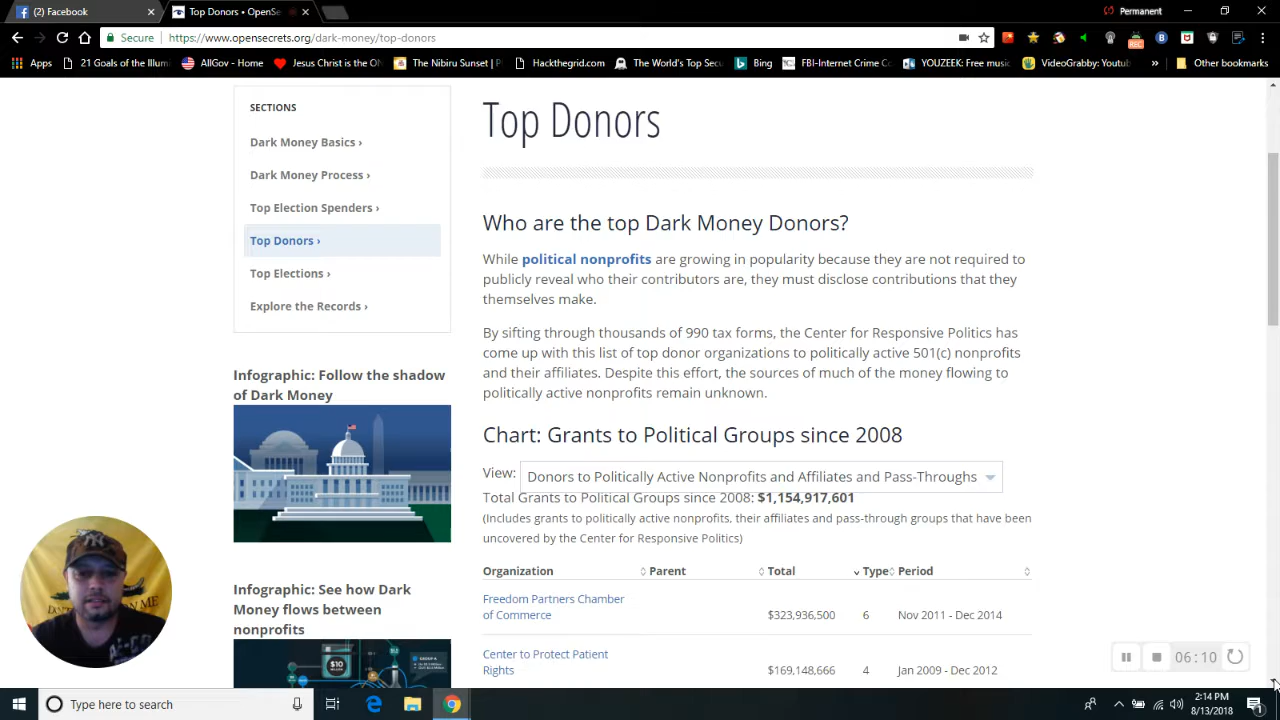 (2) Facebook
Top Donors • OpenSe
Permanent
Secure
https://www.opensecrets.org/dark-money/top-donors
Apps
21 Goals of the Illumi
AllGov - Home
Jesus Christ is the ON
The Nibiru Sunset | P
Hackthegrid.com
The World's Top Sec
Bing
FBI-Internet Crime Co
YOUZEEK: Free music
VideoGrabby: Youtub
»
Other bookmarks
SECTIONS
Dark Money Basics ›
Dark Money Process ›
Top Election Spenders ›
Top Donors ›
Top Elections ›
Explore the Records ›
Infographic: Follow the shadow
of Dark Money
Infographic: See how Dark
Money flows between
nonprofits
$10
Top Donors
Who are the top Dark Money Donors?
While political nonprofits are growing in popularity because they are not required to
publicly reveal who their contributors are, they must disclose contributions that they
themselves make.
By sifting through thousands of 990 tax forms, the Center for Responsive Politics has
come up with this list of top donor organizations to politically active 501(c) nonprofits
and their affiliates. Despite this effort, the sources of much of the money flowing to
politically active nonprofits remain unknown.
Chart: Grants to Political Groups since 2008
View: Donors to Politically Active Nonprofits and Affiliates and Pass-Throughs
Total Grants to Political Groups since 2008: $1,154,917,601
(Includes grants to politically active nonprofits, their affiliates and pass-through groups that have been
uncovered by the Center for Responsive Politics)
Organization Parent Total Type Period
Freedom Partners Chamber
of Commerce $323,936,500 6 Nov 2011 - Dec 2014
Center to Protect Patient
Rights $169,148,666 4 Jan 2009 - Dec 2012
06:10
Type here to search
2:14 PM
8/13/2018